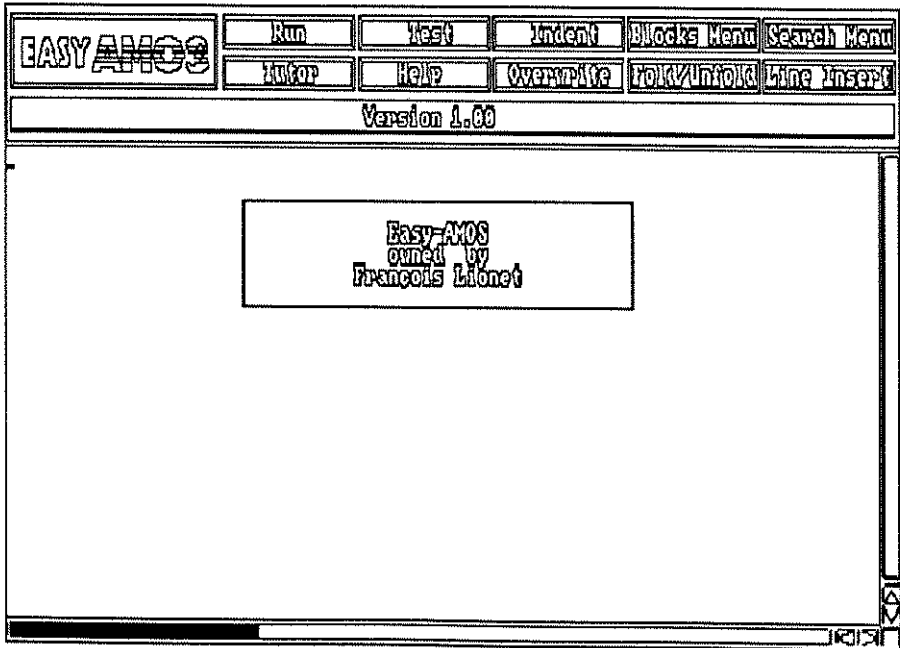 EASY AMOS
Run Test Indent Blocks Menu Search Menu
Tutor Help Overwrite Fold/Unfold Line Insert
Version 1.00
Easy-AMOS
owned by
François Lionet